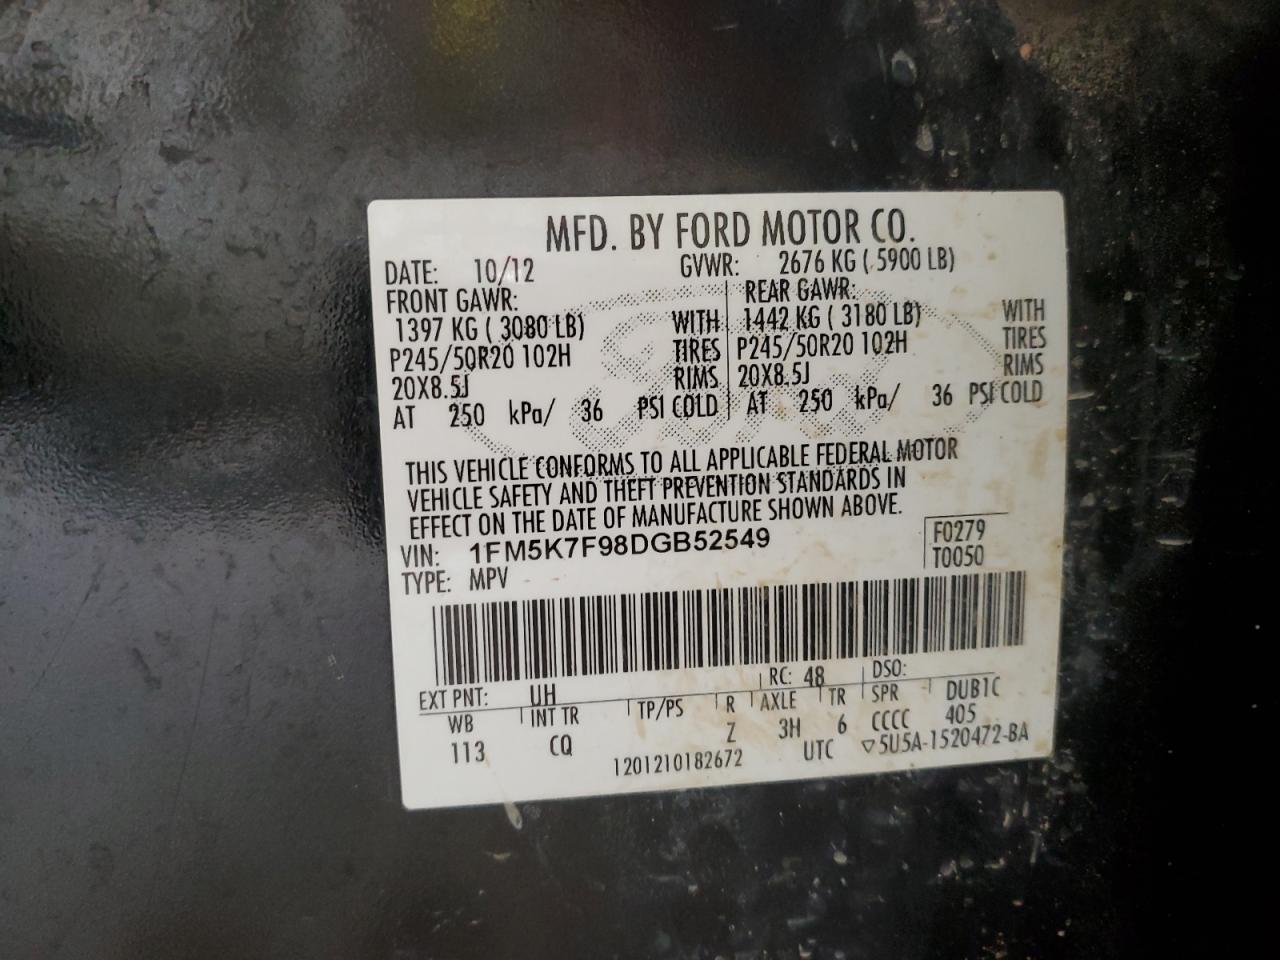 MFD. BY FORD MOTOR CO.
DATE: 10/12 GVWR: 2676 KG ( 5900 LB)
FRONT GAWR: REAR GAWR:
1397 KG ( 3080 LB) WITH 1442 KG ( 3180 LB) WITH
P245/50R20 102H TIRES P245/50R20 102H TIRES
20X8.5J RIMS 20X8.5J RIMS
AT 250 kPa/ 36 PSI COLD AT 250 kPa/ 36 PSI COLD
THIS VEHICLE CONFORMS TO ALL APPLICABLE FEDERAL MOTOR
VEHICLE SAFETY AND THEFT PREVENTION STANDARDS IN
EFFECT ON THE DATE OF MANUFACTURE SHOWN ABOVE.
VIN: 1FM5K7F98DGB52549 F0279
TYPE: MPV T0050
EXT PNT: UH RC: 48 DSO:
WB INT TR TP/PS R AXLE TR SPR DUB1C
113 CQ Z 3H 6 CCCC 405
1201210182672 UTC ▽5U5A-1520472-BA